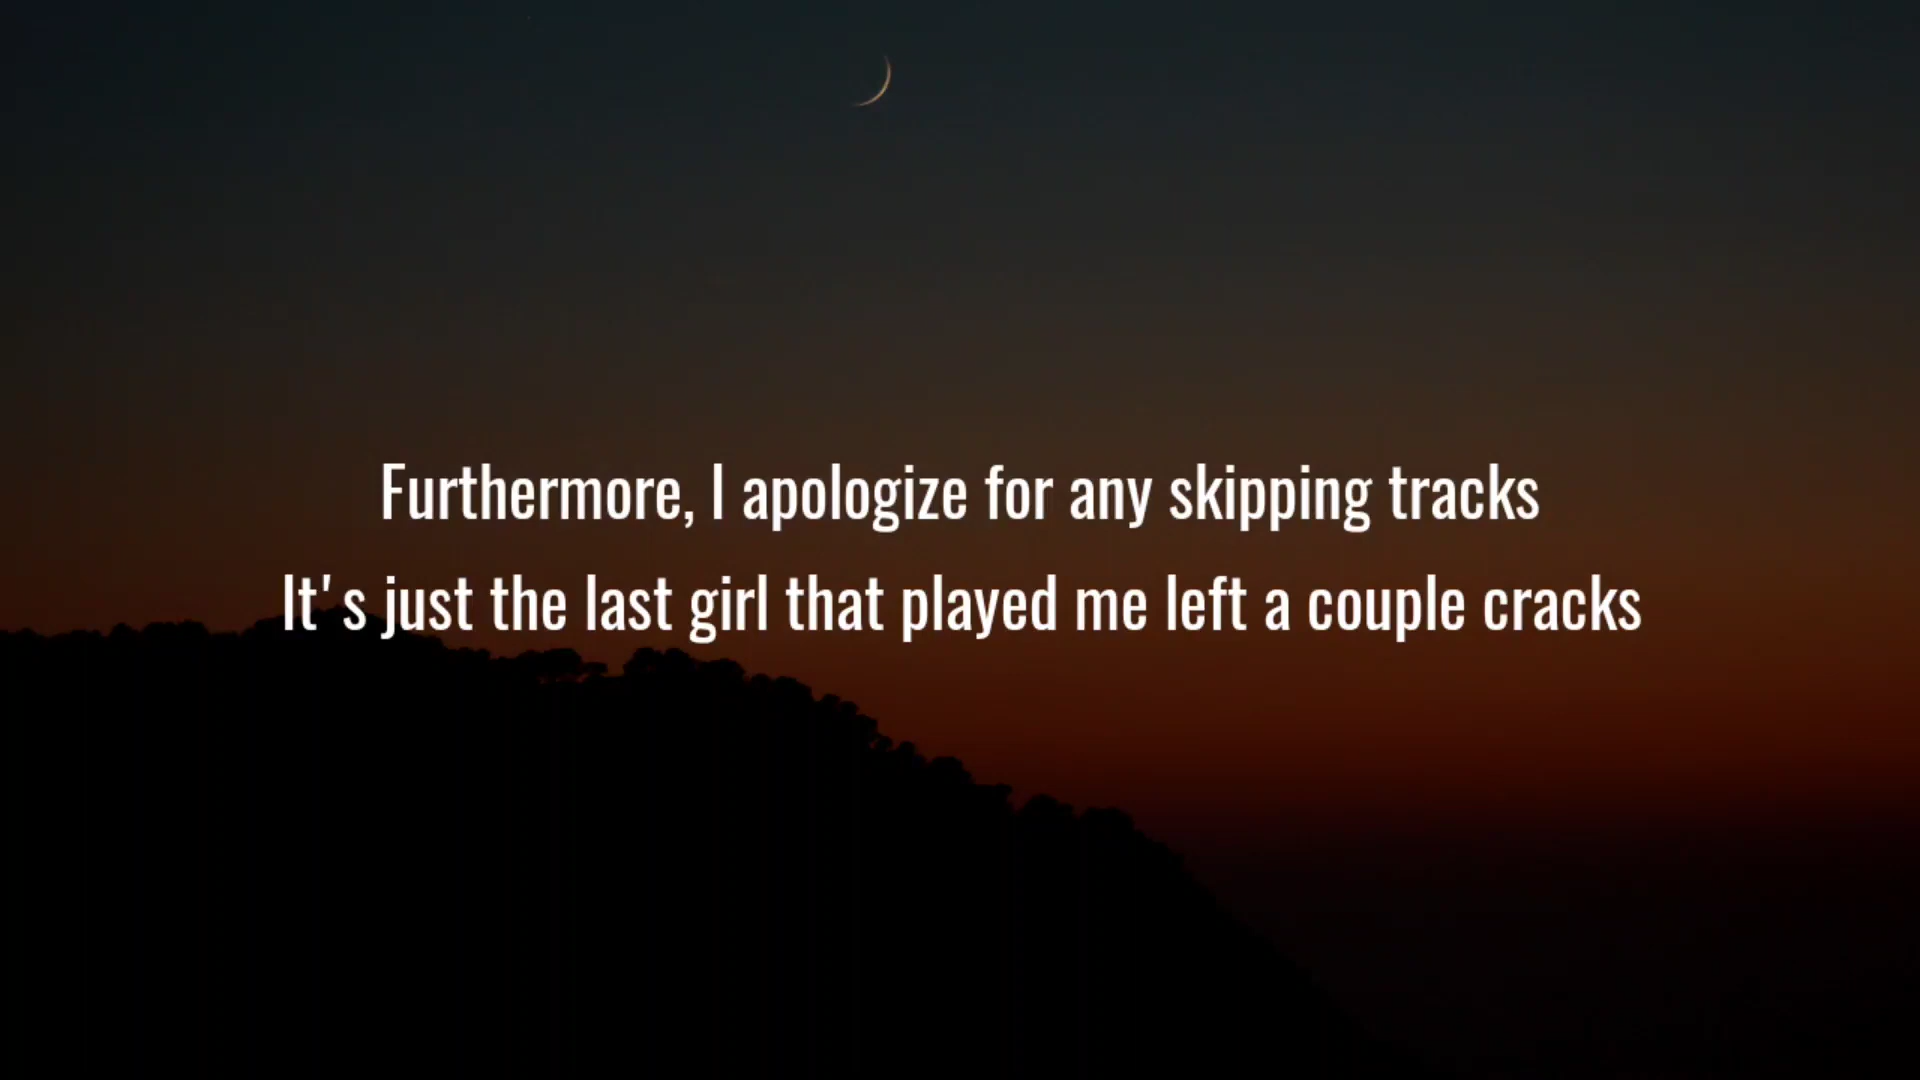 Furthermore, I apologize for any skipping tracks
It's just the last girl that played me left a couple cracks